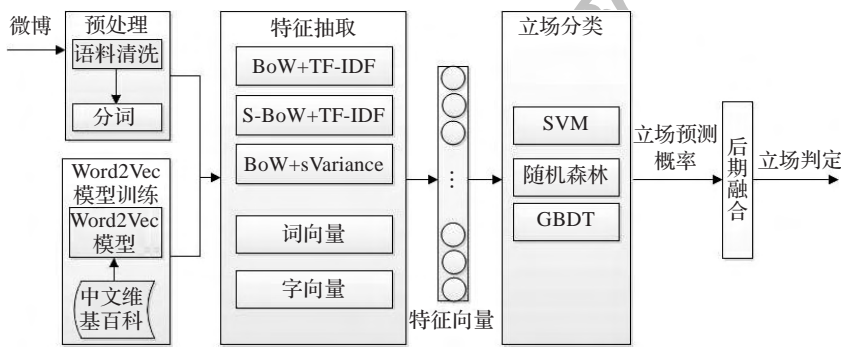 微博
预处理
语料清洗
分词
Word2Vec
模型训练
Word2Vec
模型
中文维
基百科
特征抽取
BoW+TF-IDF
S-BoW+TF-IDF
BoW+sVariance
词向量
字向量
⋮
特征向量
立场分类
SVM
随机森林
GBDT
立场预测
概率
后期融合
立场判定